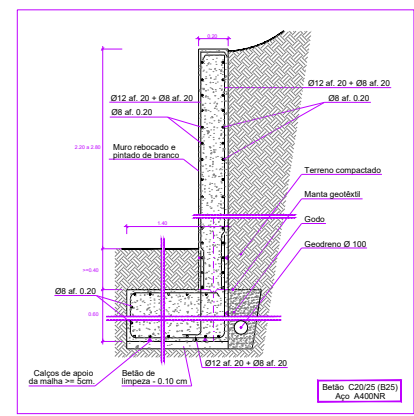 0.20
Ø12 af. 20 + Ø8 af. 20
Ø12 af. 20 + Ø8 af. 20
Ø8 af. 0.20
Ø8 af. 0.20
2.20 a 2.80
Muro rebocado e
pintado de branco
Terreno compactado
Manta geotêxtil
1.40
Godo
Geodreno Ø 100
>=0.40
Ø8 af. 0.20
0.60
Ø12 af. 20 + Ø8 af. 20
Calços de apoio
da malha >= 5cm.
Betão de
limpeza - 0.10 cm
Betão C20/25 (B25)
Aço A400NR